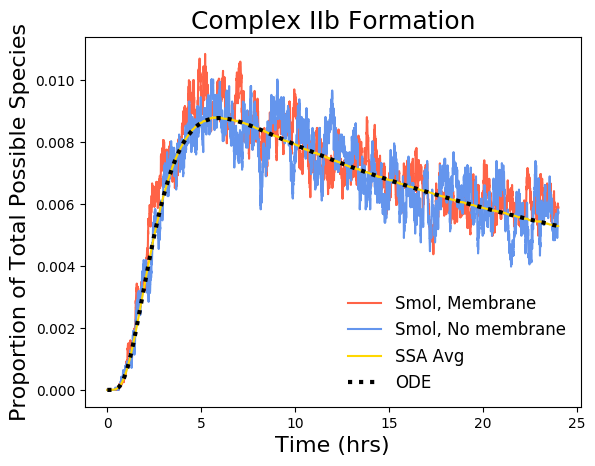 Complex IIb Formation
Proportion of Total Possible Species
0.010
0.008
0.006
0.004
0.002
0.000
Smol, Membrane
Smol, No membrane
SSA Avg
ODE
0
5
10
15
20
25
Time (hrs)